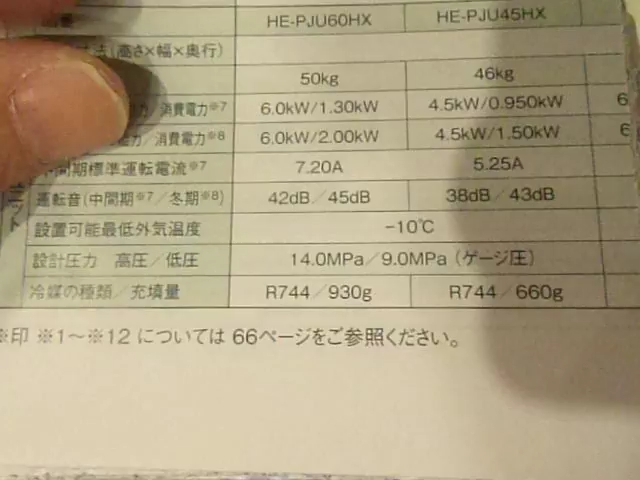 HE-PJU60HX HE-PJU45HX
法(高さ×幅×奥行)
50kg 46kg
力/消費電力※7 6.0kW/1.30kW 4.5kW/0.950kW 6
消費電力※8 6.0kW/2.00kW 4.5kW/1.50kW 6
中間期標準運転電流※7 7.20A 5.25A
運転音(中間期※7/冬期※8) 42dB/45dB 38dB/43dB
設置可能最低外気温度 -10℃
設計圧力 高圧/低圧 14.0MPa/9.0MPa(ゲージ圧)
冷媒の種類/充填量 R744/930g R744/660g
※印 ※1~※12 については 66ページをご参照ください。